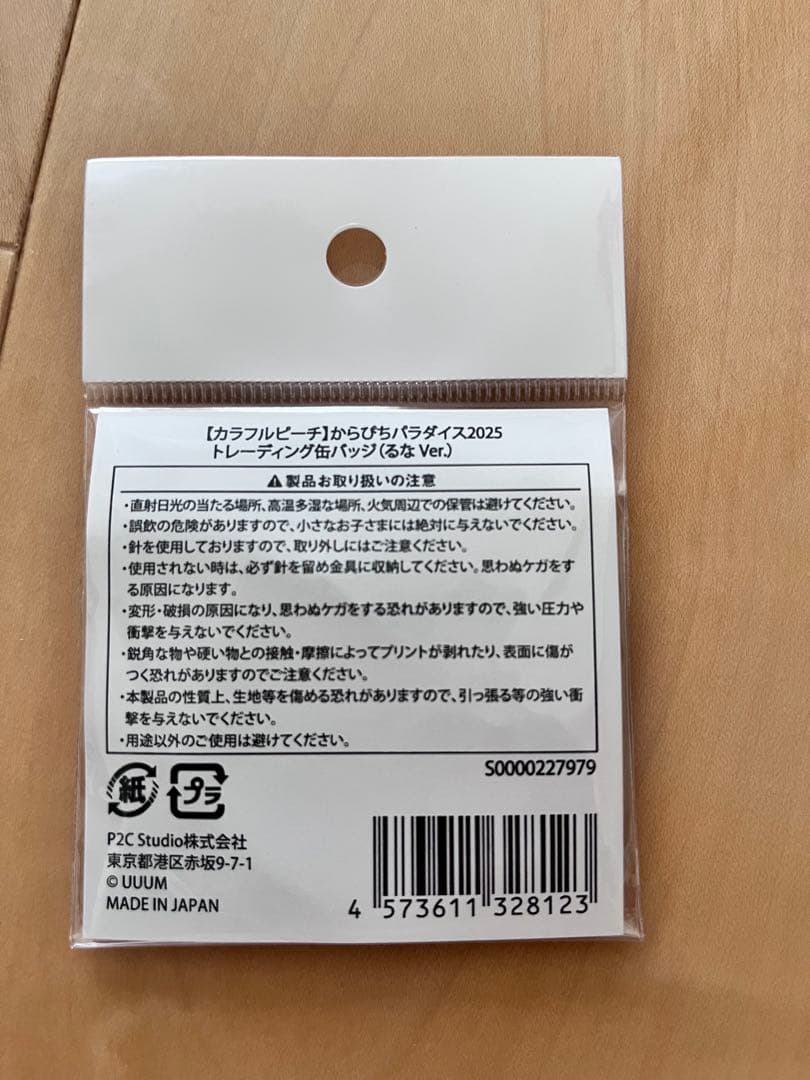 【カラフルピーチ】からぴちパラダイス2025
トレーディング缶バッジ(るな Ver.)
⚠製品お取り扱いの注意
・直射日光の当たる場所、高温多湿な場所、火気周辺での保管は避けてください。
・誤飲の危険がありますので、小さなお子さまには絶対に与えないでください。
・針を使用しておりますので、取り外しにはご注意ください。
・使用されない時は、必ず針を留め金具に収納してください。思わぬケガをす
る原因になります。
・変形・破損の原因になり、思わぬケガをする恐れがありますので、強い圧力や
衝撃を与えないでください。
・鋭角な物や硬い物との接触・摩擦によってプリントが剥れたり、表面に傷が
つく恐れがありますのでご注意ください。
・本製品の性質上、生地等を傷める恐れがありますので、引っ張る等の強い衝
撃を与えないでください。
・用途以外のご使用は避けてください。
S0000227979
紙 プラ
P2C Studio株式会社
東京都港区赤坂9-7-1
© UUUM
MADE IN JAPAN
4 573611 328123